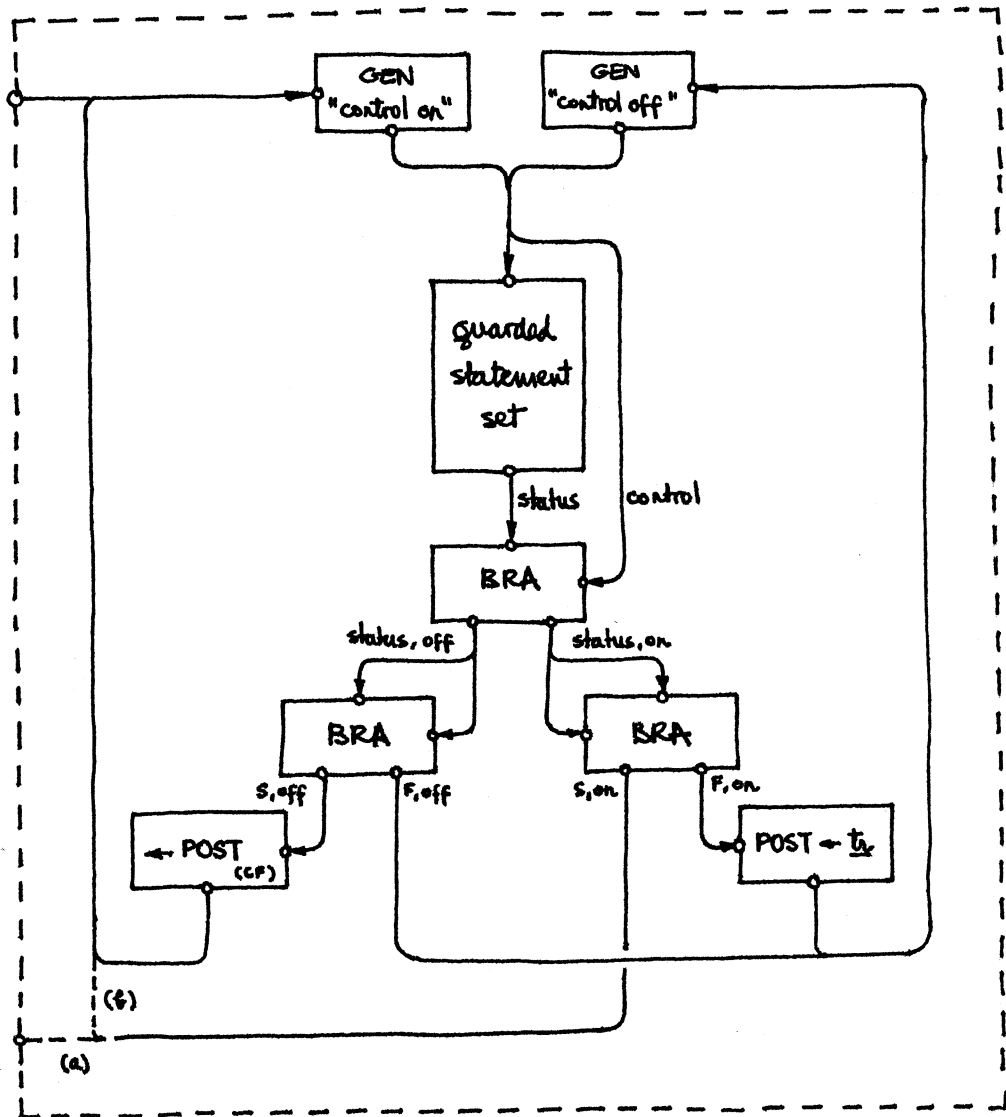 GEN
"control on"
GEN
"control off"
guarded
statement
set
status
control
BRA
status, off
status, on
BRA
BRA
S, off
F, off
S, on
F, on
← POST
(CF)
POST ← tr
(b)
(a)